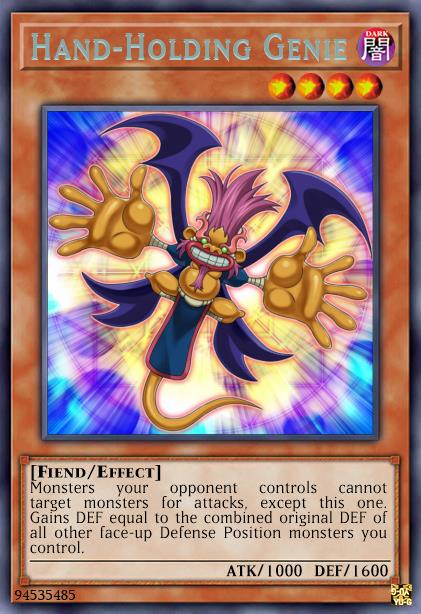 Hand-Holding Genie
DARK
闇
[Fiend/Effect]
Monsters your opponent controls cannot
target monsters for attacks, except this one.
Gains DEF equal to the combined original DEF of
all other face-up Defense Position monsters you
control.
ATK/1000 DEF/1600
94535485